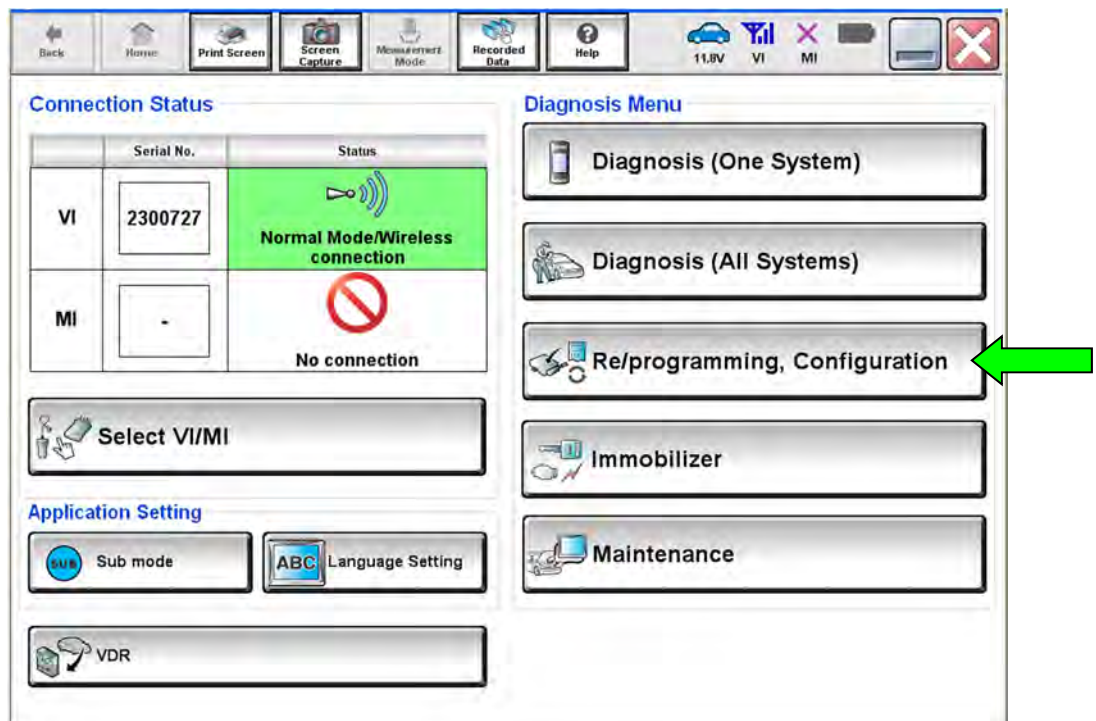 Back
Home
Print Screen
Screen
Capture
Measurement
Mode
Recorded
Data
Help
11.8V
VI
MI
Connection Status
Serial No.
Status
VI
2300727
Normal Mode/Wireless
connection
MI
-
No connection
Select VI/MI
Application Setting
SUB
Sub mode
ABC
Language Setting
VDR
Diagnosis Menu
Diagnosis (One System)
Diagnosis (All Systems)
Re/programming, Configuration
Immobilizer
Maintenance